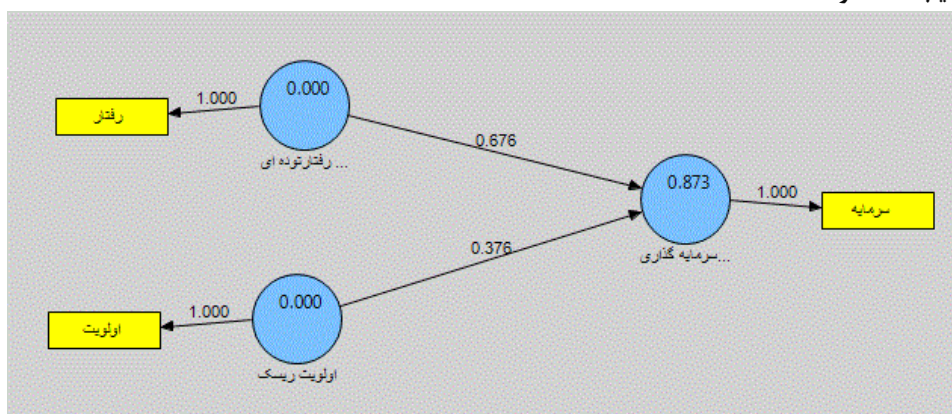 0.000
1.000
رفتار
رفتارتوده ای ...
0.676
0.873
1.000
سرمایه
سرمایه گذاری...
0.376
0.000
1.000
اولویت
اولویت ریسک